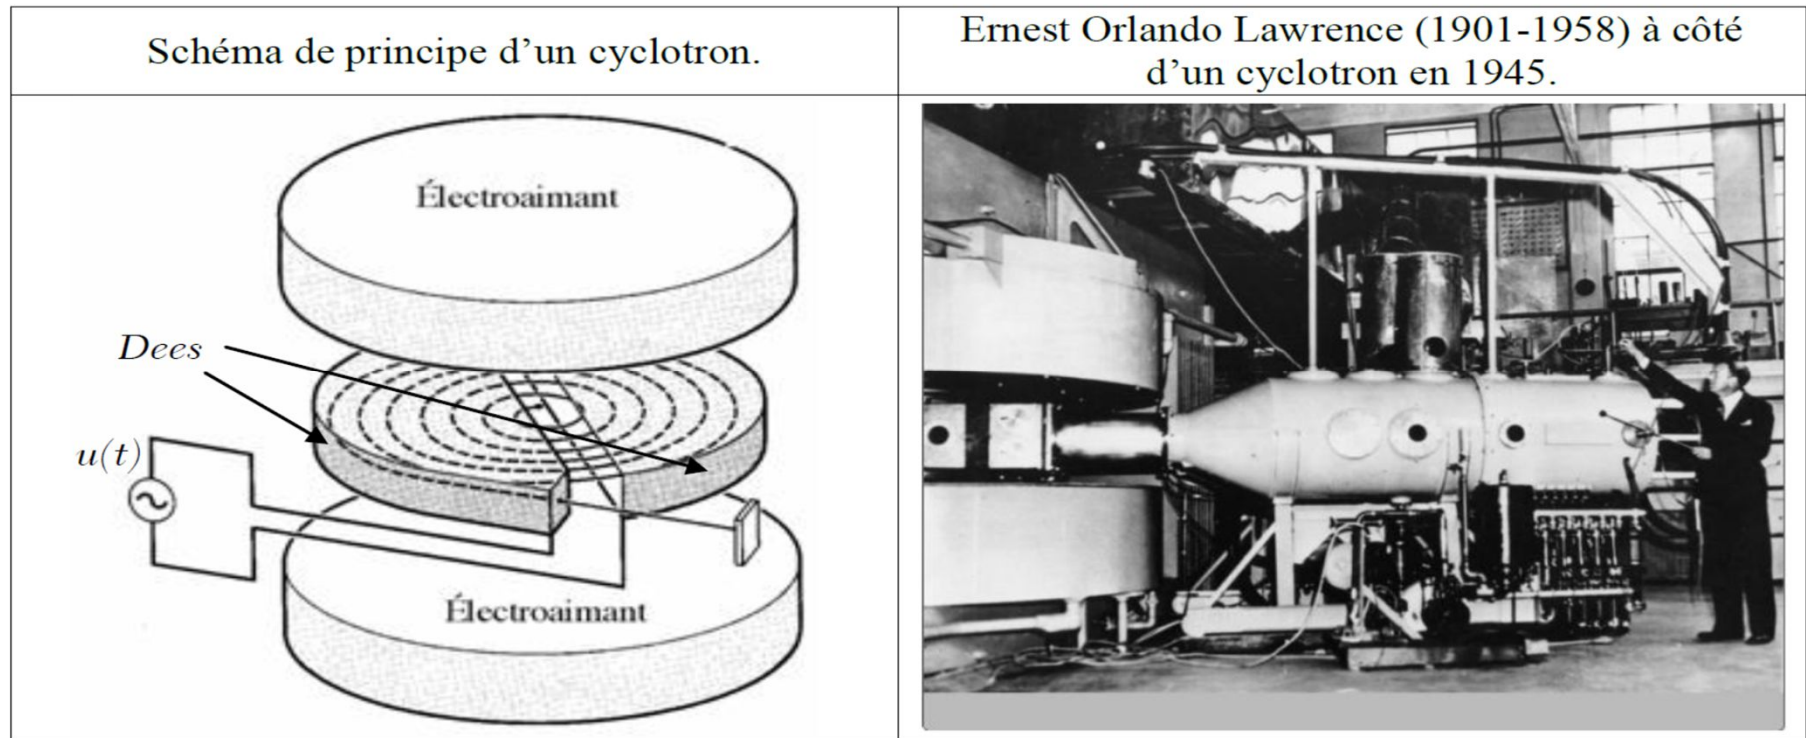 Schéma de principe d'un cyclotron.
Ernest Orlando Lawrence (1901-1958) à côté
d'un cyclotron en 1945.
Électroaimant
Dees
u(t)
Électroaimant